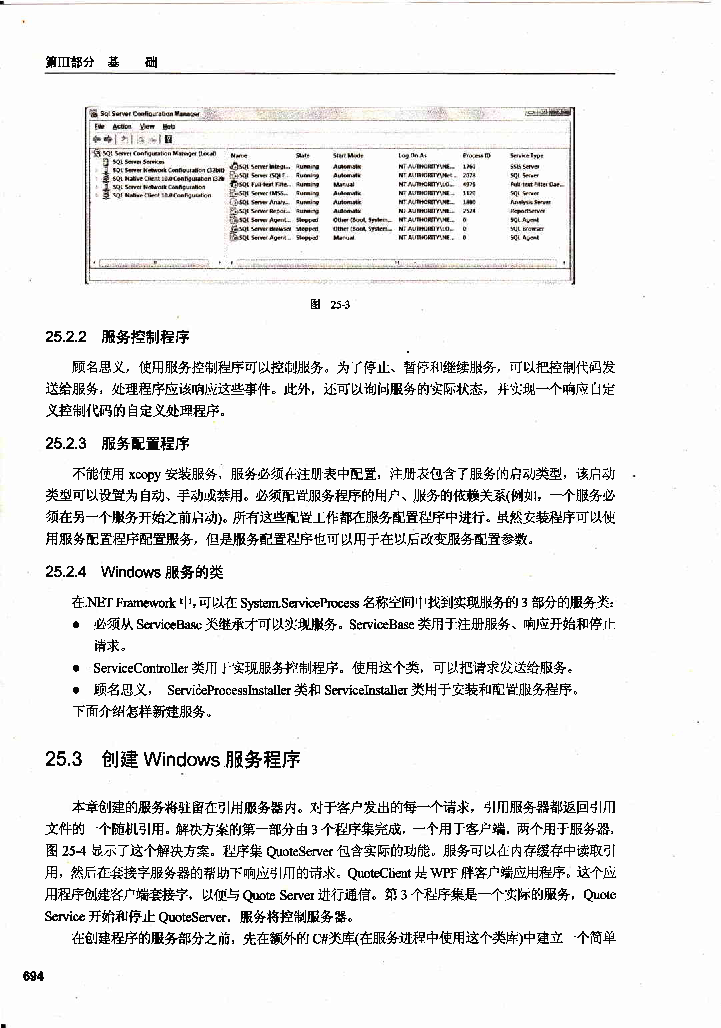 第III部分 基 础
Sql Server Configuration Manager
File Action View Help
SQL Server Configuration Manager (Local)
SQL Server Services
SQL Server Network Configuration (32bit)
SQL Native Client 10.0 Configuration (32b
SQL Server Network Configuration
SQL Native Client 10.0 Configuration
Name State Start Mode Log On As Process ID Service Type
SQL Server Integr... Running Automatic NT AUTHORITY\NE... 1760 SSIS Server
SQL Server (SQLE... Running Automatic NT AUTHORITY\Net... 2028 SQL Server
SQL Full-text Filte... Running Manual NT AUTHORITY\LO... 4976 Full-text Filter Dae...
SQL Server (MSS... Running Automatic NT AUTHORITY\NE... SQL Server
SQL Server Analy... Running Automatic NT AUTHORITY\NE... Analysis Server
SQL Server Repor... Running Automatic NT AUTHORITY\NE... 2524 ReportServer
SQL Server Agent... Stopped Other (Boot, System... NT AUTHORITY\NE... 0 SQL Agent
SQL Server Browser Stopped Other (Boot, System... NT AUTHORITY\LO... 0 SQL Browser
SQL Server Agent... Stopped Manual NT AUTHORITY\NE... 0 SQL Agent
图 25-3
25.2.2 服务控制程序
顾名思义，使用服务控制程序可以控制服务。为了停止、暂停和继续服务，可以把控制代码发
送给服务，处理程序应该响应这些事件。此外，还可以询问服务的实际状态，并实现一个响应自定
义控制代码的自定义处理程序。
25.2.3 服务配置程序
不能使用 xcopy 安装服务，服务必须在注册表中配置，注册表包含了服务的启动类型，该启动
类型可以设置为自动、手动或禁用。必须配置服务程序的用户、服务的依赖关系(例如，一个服务必
须在另一个服务开始之前启动)。所有这些配置工作都在服务配置程序中进行。虽然安装程序可以使
用服务配置程序配置服务，但是服务配置程序也可以用于在以后改变服务配置参数。
25.2.4 Windows 服务的类
在.NET Framework 中，可以在 System.ServiceProcess 名称空间中找到实现服务的 3 部分的服务类：
● 必须从 ServiceBase 类继承才可以实现服务。ServiceBase 类用于注册服务、响应开始和停止
请求。
● ServiceController 类用于实现服务控制程序。使用这个类，可以把请求发送给服务。
● 顾名思义， ServiceProcessInstaller 类和 ServiceInstaller 类用于安装和配置服务程序。
下面介绍怎样新建服务。
25.3 创建 Windows 服务程序
本章创建的服务将驻留在引用服务器内。对于客户发出的每一个请求，引用服务器都返回引用
文件的一个随机引用。解决方案的第一部分由 3 个程序集完成，一个用于客户端，两个用于服务器，
图 25-4 显示了这个解决方案。程序集 QuoteServer 包含实际的功能。服务可以在内存缓存中读取引
用，然后在套接字服务器的帮助下响应引用的请求。QuoteClient 是 WPF 胖客户端应用程序。这个应
用程序创建客户端套接字，以便与 Quote Server 进行通信。第 3 个程序集是一个实际的服务，Quote
Service 开始和停止 QuoteServer，服务将控制服务器。
在创建程序的服务部分之前，先在额外的 C#类库(在服务进程中使用这个类库)中建立一个简单
694